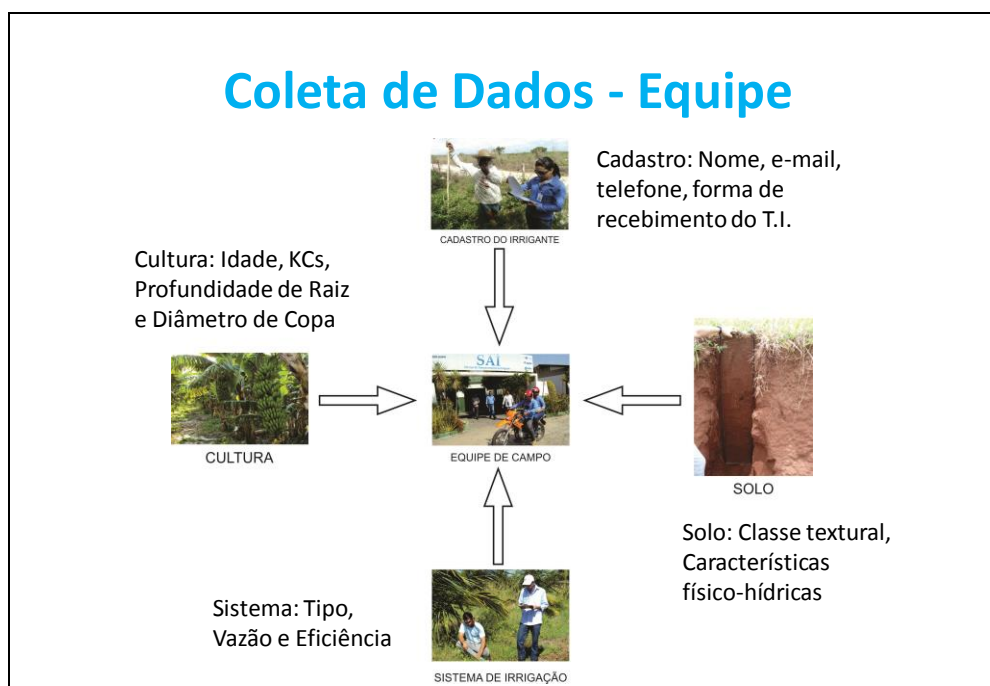 Coleta de Dados - Equipe
Cadastro: Nome, e-mail,
telefone, forma de
recebimento do T.I.
CADASTRO DO IRRIGANTE
Cultura: Idade, KCs,
Profundidade de Raiz
e Diâmetro de Copa
CULTURA
SAI
EQUIPE DE CAMPO
SOLO
Solo: Classe textural,
Características
físico-hídricas
Sistema: Tipo,
Vazão e Eficiência
SISTEMA DE IRRIGAÇÃO